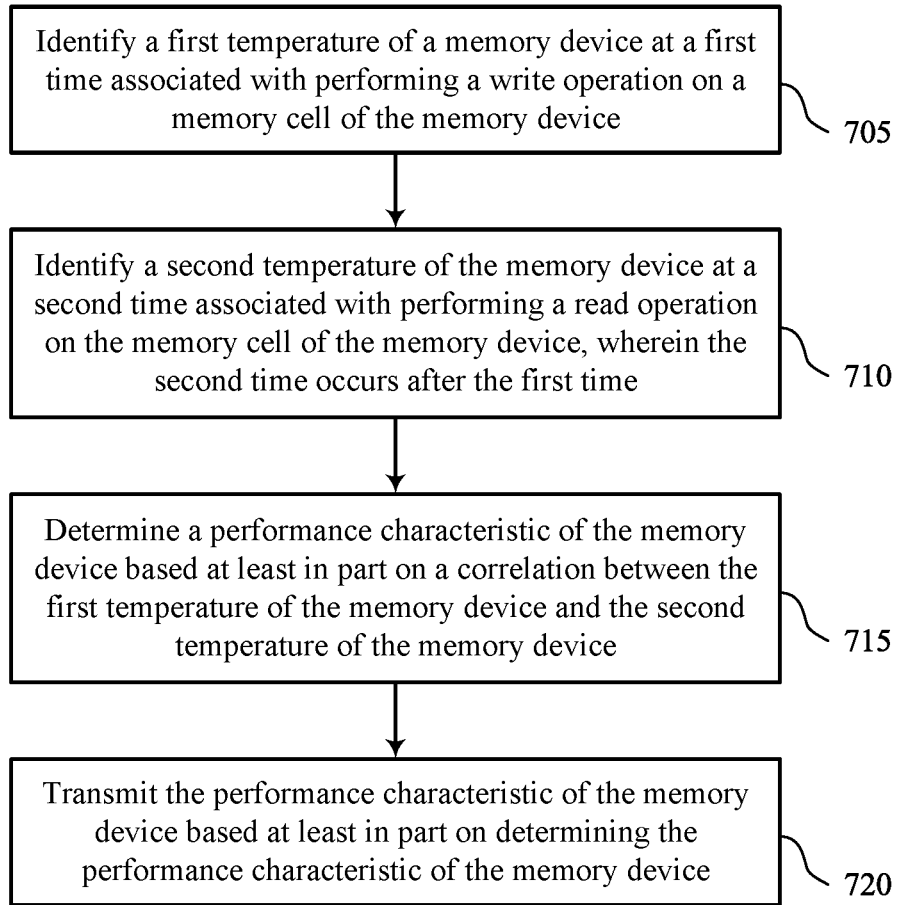 Identify a first temperature of a memory device at a first
time associated with performing a write operation on a
memory cell of the memory device
705
Identify a second temperature of the memory device at a
second time associated with performing a read operation
on the memory cell of the memory device, wherein the
second time occurs after the first time
710
Determine a performance characteristic of the memory
device based at least in part on a correlation between the
first temperature of the memory device and the second
temperature of the memory device
715
Transmit the performance characteristic of the memory
device based at least in part on determining the
performance characteristic of the memory device
720